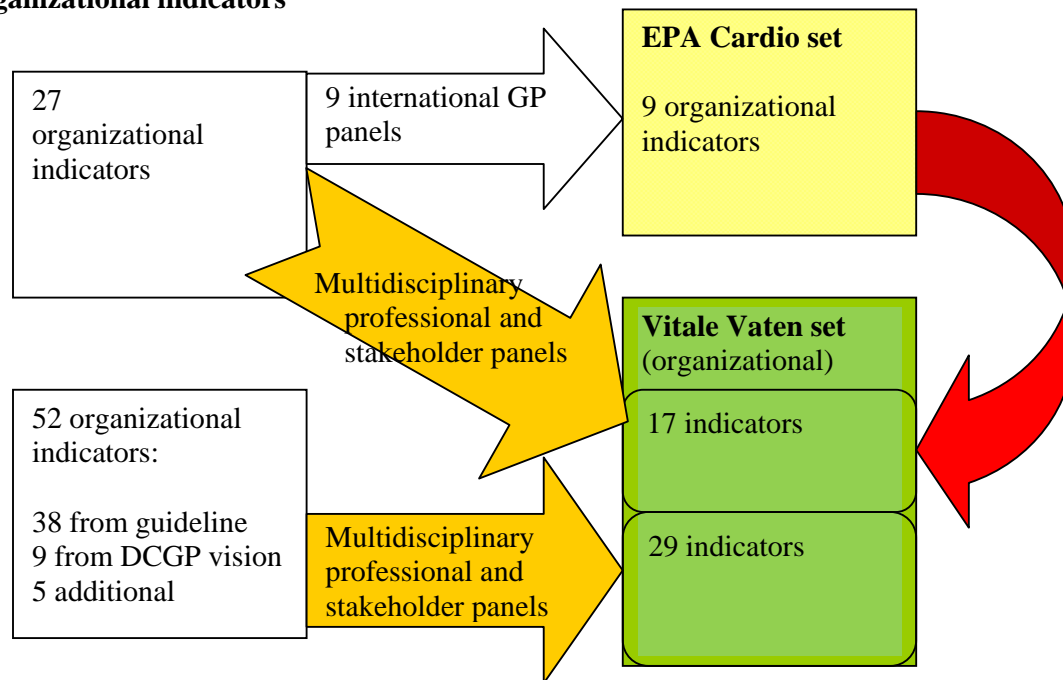 organizational indicators
27
organizational
indicators
9 international GP
panels
EPA Cardio set
9 organizational
indicators
Multidisciplinary
professional and
stakeholder panels
Vitale Vaten set
(organizational)
17 indicators
29 indicators
52 organizational
indicators:
38 from guideline
9 from DCGP vision
5 additional
Multidisciplinary
professional and
stakeholder panels